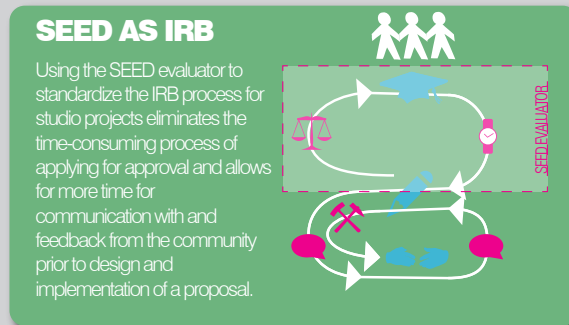 SEED AS IRB
Using the SEED evaluator to
standardize the IRB process for
studio projects eliminates the
time-consuming process of
applying for approval and allows
for more time for
communication with and
feedback from the community
prior to design and
implementation of a proposal.
SEED EVALUATOR